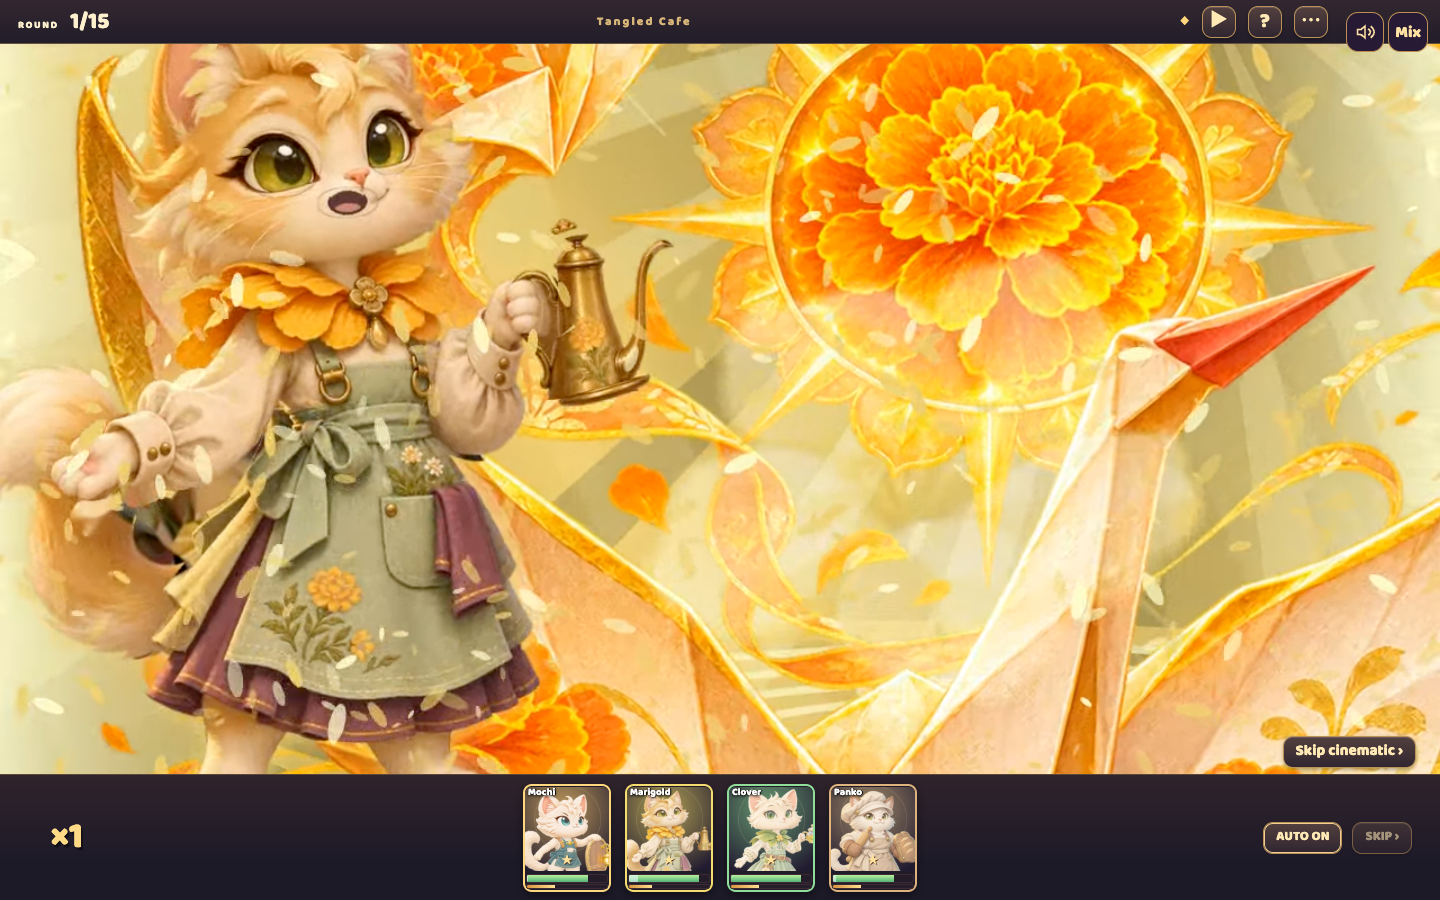 ROUND 1/15
Tangled Cafe
?
Mix
Skip cinematic ›
×1
Mochi
Marigold
Clover
Panko
AUTO ON
SKIP ›